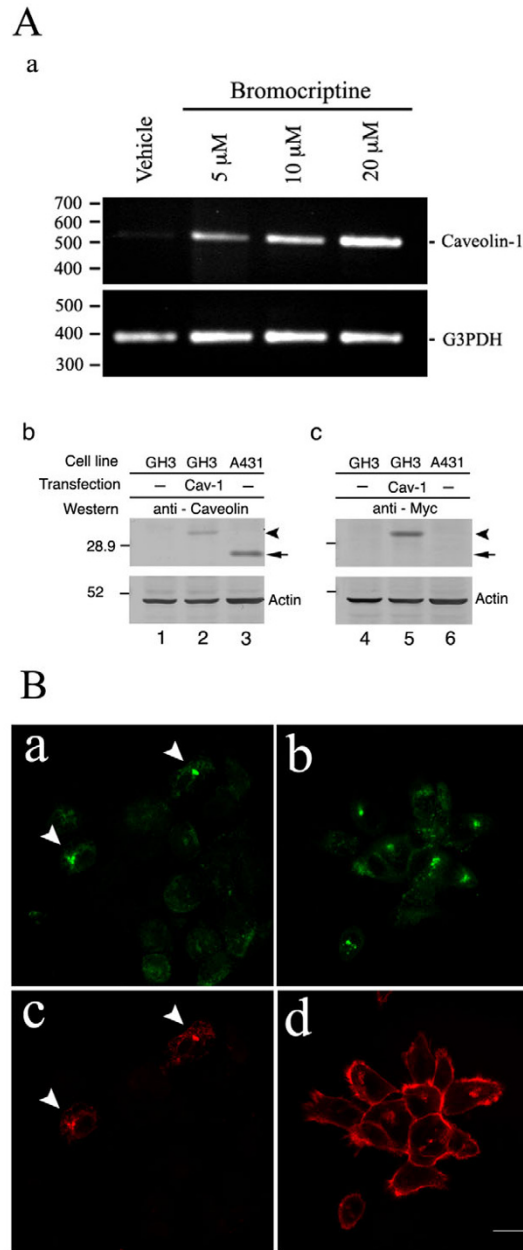 A
a
Bromocriptine
Vehicle
5 μM
10 μM
20 μM
700
600
500
400
Caveolin-1
500
400
300
G3PDH
b
c
Cell line GH3 GH3 A431 GH3 GH3 A431
Transfection – Cav-1 – – Cav-1 –
Western anti - Caveolin anti - Myc
28.9
52
Actin Actin
1 2 3 4 5 6
B
a b
c d